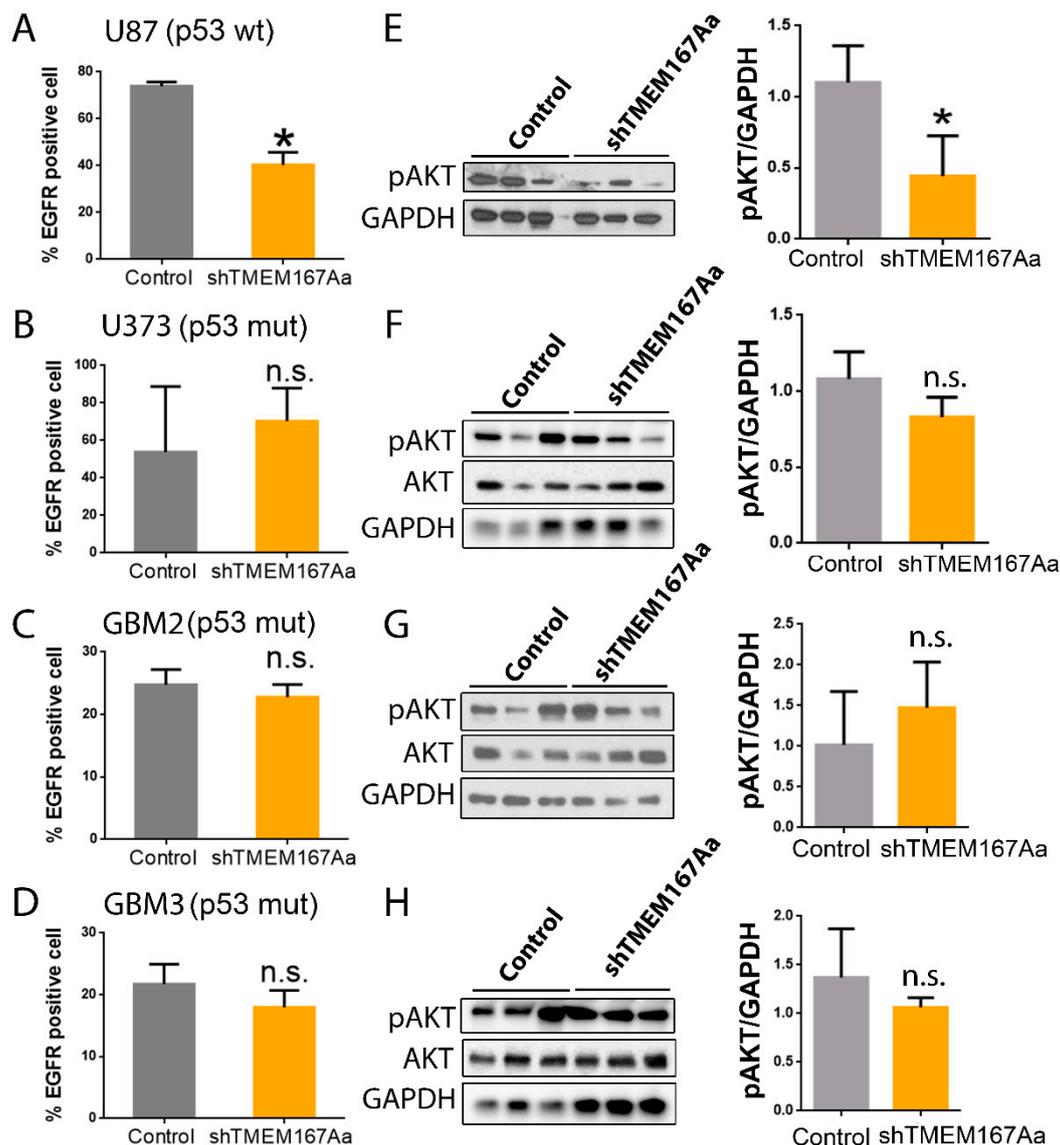 A
U87 (p53 wt)
% EGFR positive cell
80
60
40
20
0
*
Control shTMEM167Aa
E
Control
shTMEM167Aa
pAKT
GAPDH
pAKT/GAPDH
1.5
1.0
0.5
0.0
*
Control shTMEM167Aa
B
U373 (p53 mut)
% EGFR positive cell
100
80
60
40
20
0
n.s.
Control shTMEM167Aa
F
Control
shTMEM167Aa
pAKT
AKT
GAPDH
pAKT/GAPDH
1.5
1.0
0.5
0.0
n.s.
Control shTMEM167Aa
C
GBM2 (p53 mut)
% EGFR positive cell
30
20
10
0
n.s.
Control shTMEM167Aa
G
Control
shTMEM167Aa
pAKT
AKT
GAPDH
pAKT/GAPDH
2.5
2.0
1.5
1.0
0.5
0.0
n.s.
Control shTMEM167Aa
D
GBM3 (p53 mut)
% EGFR positive cell
30
20
10
0
n.s.
Control shTMEM167Aa
H
Control
shTMEM167Aa
pAKT
AKT
GAPDH
pAKT/GAPDH
2.0
1.5
1.0
0.5
0.0
n.s.
Control shTMEM167Aa